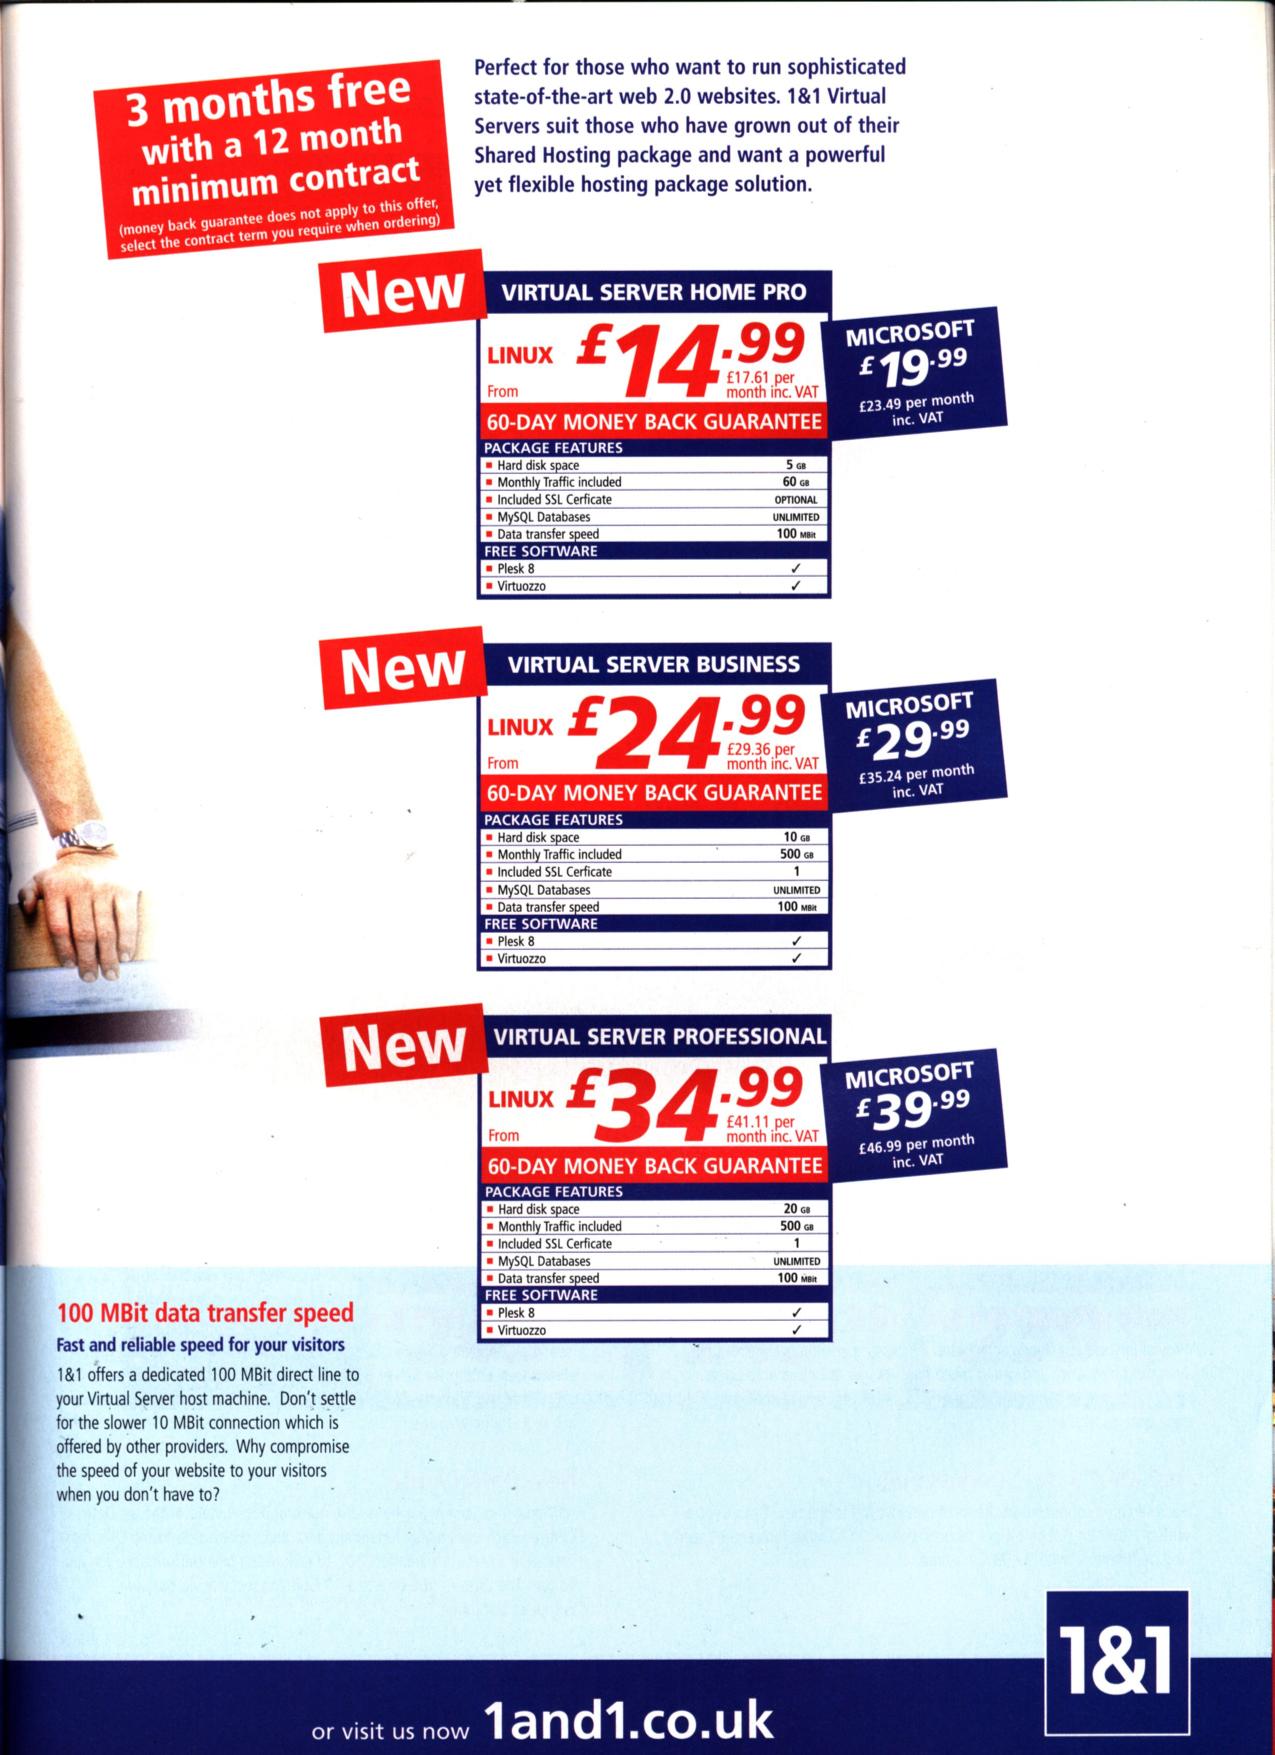 3 months free
with a 12 month
minimum contract
(money back guarantee does not apply to this offer,
select the contract term you require when ordering)
Perfect for those who want to run sophisticated
state-of-the-art web 2.0 websites. 1&1 Virtual
Servers suit those who have grown out of their
Shared Hosting package and want a powerful
yet flexible hosting package solution.
New
VIRTUAL SERVER HOME PRO
LINUX £14.99
From £17.61 per
month inc. VAT
MICROSOFT
£19.99
£23.49 per month
inc. VAT
60-DAY MONEY BACK GUARANTEE
PACKAGE FEATURES
Hard disk space 5 GB
Monthly Traffic included 60 GB
Included SSL Cerficate OPTIONAL
MySQL Databases UNLIMITED
Data transfer speed 100 MBit
FREE SOFTWARE
Plesk 8 ✓
Virtuozzo ✓
New
VIRTUAL SERVER BUSINESS
LINUX £24.99
From £29.36 per
month inc. VAT
MICROSOFT
£29.99
£35.24 per month
inc. VAT
60-DAY MONEY BACK GUARANTEE
PACKAGE FEATURES
Hard disk space 10 GB
Monthly Traffic included 500 GB
Included SSL Cerficate 1
MySQL Databases UNLIMITED
Data transfer speed 100 MBit
FREE SOFTWARE
Plesk 8 ✓
Virtuozzo ✓
New
VIRTUAL SERVER PROFESSIONAL
LINUX £34.99
From £41.11 per
month inc. VAT
MICROSOFT
£39.99
£46.99 per month
inc. VAT
60-DAY MONEY BACK GUARANTEE
PACKAGE FEATURES
Hard disk space 20 GB
Monthly Traffic included 500 GB
Included SSL Cerficate 1
MySQL Databases UNLIMITED
Data transfer speed 100 MBit
FREE SOFTWARE
Plesk 8 ✓
Virtuozzo ✓
100 MBit data transfer speed
Fast and reliable speed for your visitors
1&1 offers a dedicated 100 MBit direct line to
your Virtual Server host machine. Don't settle
for the slower 10 MBit connection which is
offered by other providers. Why compromise
the speed of your website to your visitors
when you don't have to?
1&1
or visit us now 1and1.co.uk